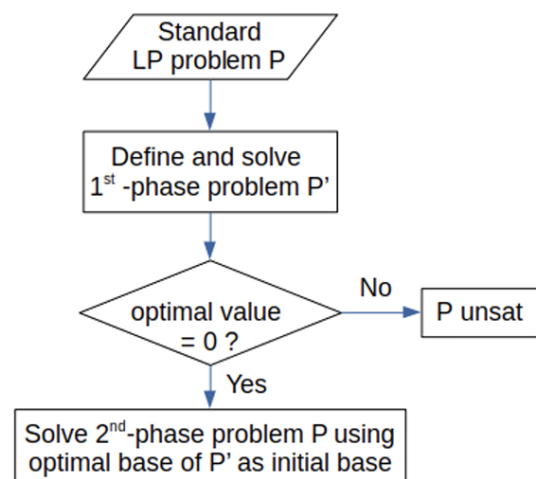 Standard
LP problem P
Define and solve
1st -phase problem P’
optimal value
= 0 ?
No
P unsat
Yes
Solve 2nd-phase problem P using
optimal base of P’ as initial base